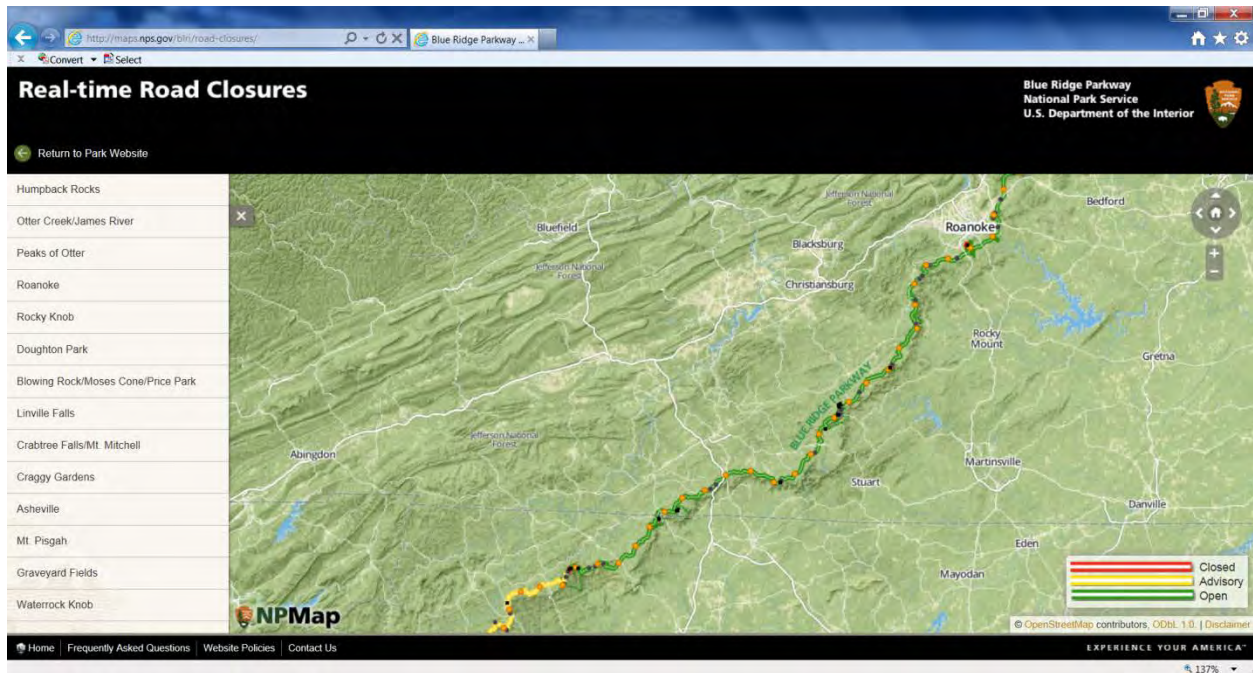 http://maps.nps.gov/blri/road-closures/
Blue Ridge Parkway ...
Convert
Select
Real-time Road Closures
Blue Ridge Parkway
National Park Service
U.S. Department of the Interior
Return to Park Website
Humpback Rocks
Otter Creek/James River
Peaks of Otter
Roanoke
Rocky Knob
Doughton Park
Blowing Rock/Moses Cone/Price Park
Linville Falls
Crabtree Falls/Mt. Mitchell
Craggy Gardens
Asheville
Mt. Pisgah
Graveyard Fields
Waterrock Knob
Jefferson National
Forest
Bedford
Bluefield
Roanoke
Blacksburg
Jefferson National
Forest
Christiansburg
Rocky
Mount
Gretna
BLUE RIDGE PARKWAY
Jefferson National
Forest
Abingdon
Martinsville
Stuart
Danville
Eden
Mayodan
Closed
Advisory
Open
NPMap
© OpenStreetMap contributors, ODbL 1.0. | Disclaimer
Home
Frequently Asked Questions
Website Policies
Contact Us
EXPERIENCE YOUR AMERICA™
137%